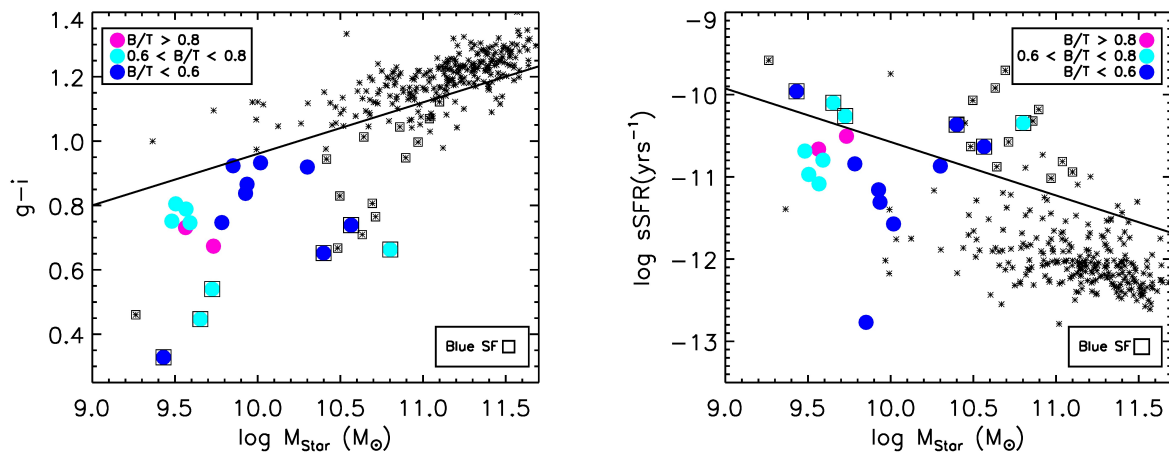 1.4
1.2
1.0
0.8
0.6
0.4
g-i
B/T > 0.8
0.6 < B/T < 0.8
B/T < 0.6
Blue SF
9.0 9.5 10.0 10.5 11.0 11.5
log M_Star (M_⊙)
−9
−10
−11
−12
−13
log sSFR(yrs⁻¹)
B/T > 0.8
0.6 < B/T < 0.8
B/T < 0.6
Blue SF
9.0 9.5 10.0 10.5 11.0 11.5
log M_Star (M_⊙)